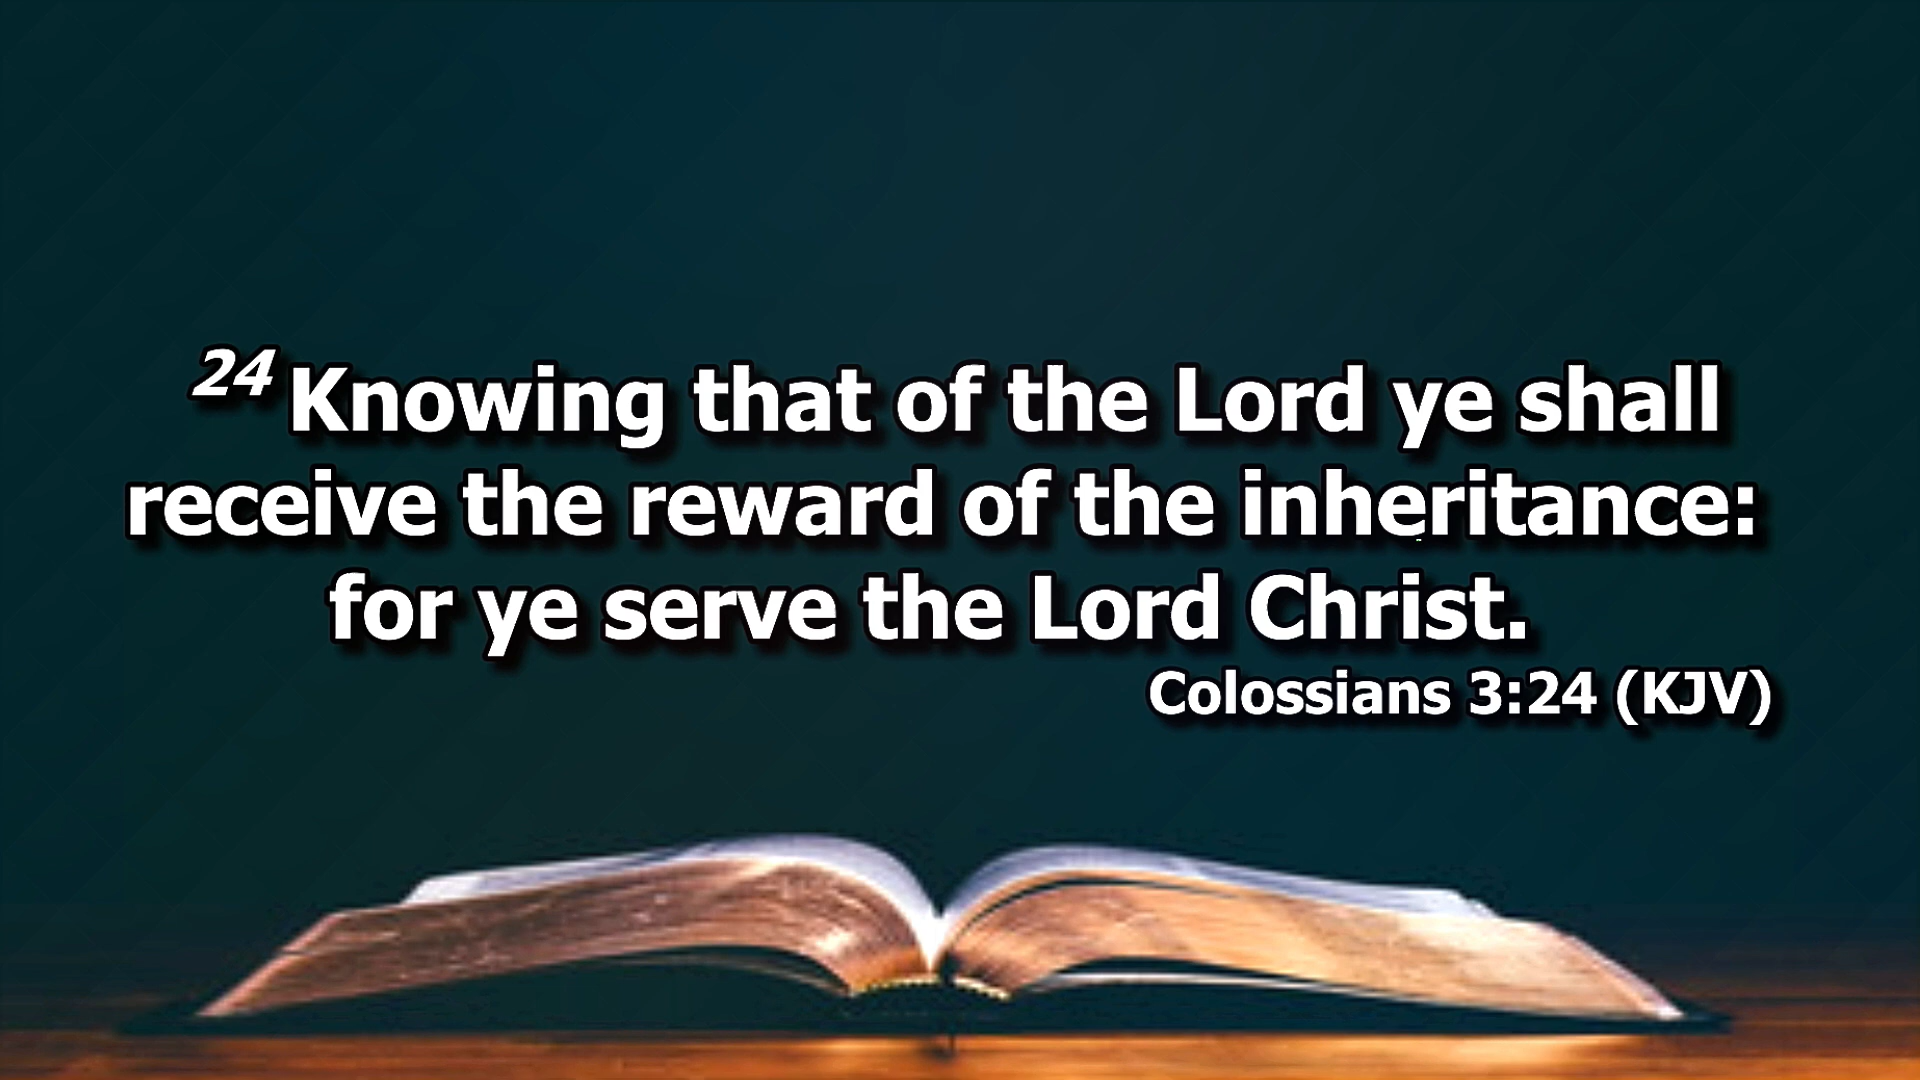 24 Knowing that of the Lord ye shall
receive the reward of the inheritance:
for ye serve the Lord Christ.
Colossians 3:24 (KJV)